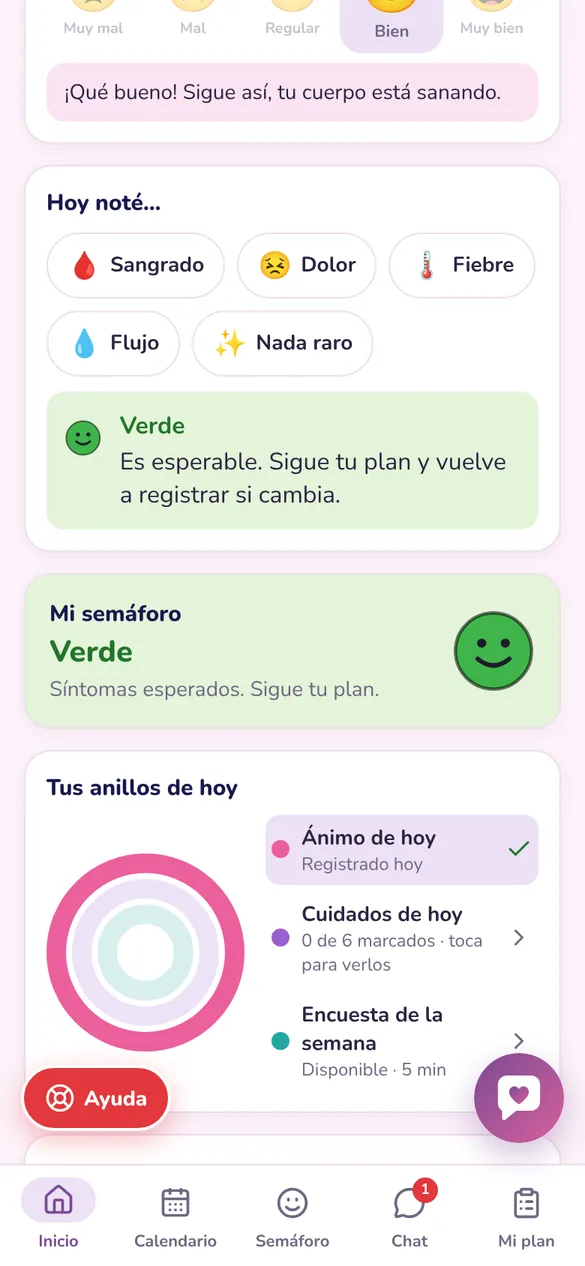 Muy mal
Mal
Regular
Bien
Muy bien
¡Qué bueno! Sigue así, tu cuerpo está sanando.
Hoy noté...
Sangrado
Dolor
Fiebre
Flujo
Nada raro
Verde
Es esperable. Sigue tu plan y vuelve
a registrar si cambia.
Mi semáforo
Verde
Síntomas esperados. Sigue tu plan.
Tus anillos de hoy
Ánimo de hoy
Registrado hoy
Cuidados de hoy
0 de 6 marcados · toca
para verlos
Encuesta de la
semana
Disponible · 5 min
Ayuda
1
Inicio
Calendario
Semáforo
Chat
Mi plan